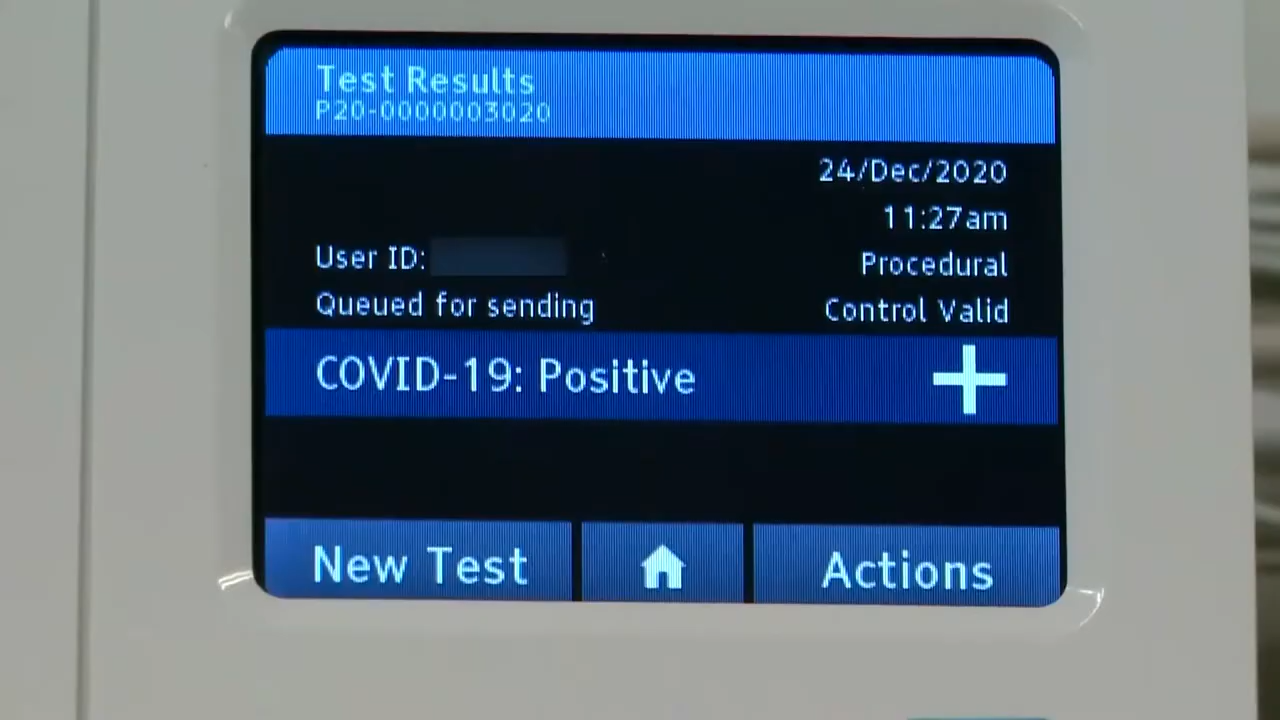 Test Results
P20-0000003020
24/Dec/2020
11:27am
User ID:
Procedural
Queued for sending
Control Valid
COVID-19: Positive
New Test
Actions